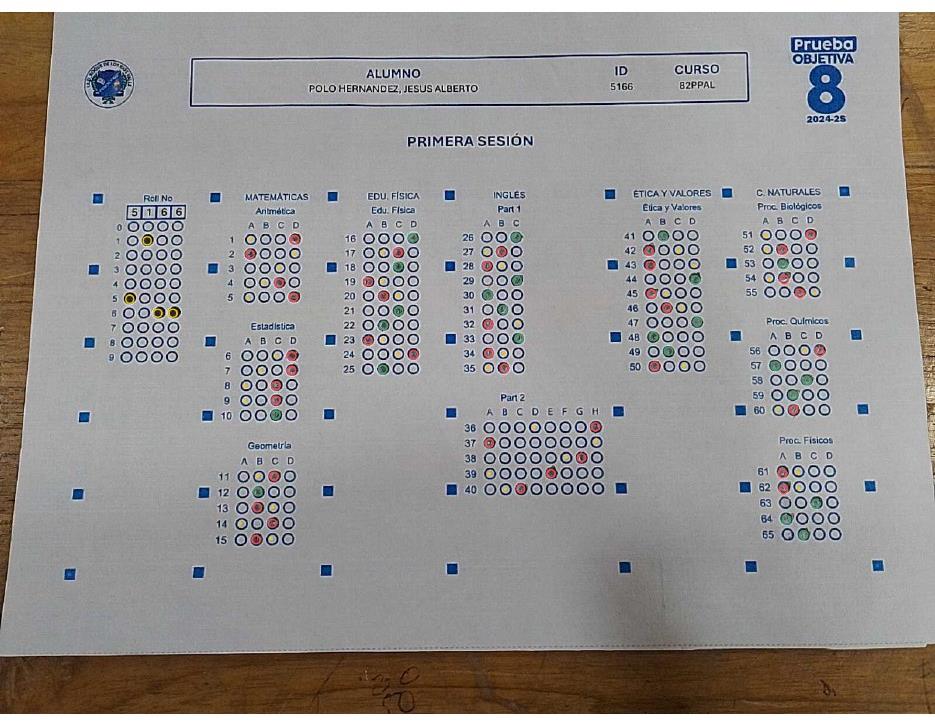 Prueba
OBJETIVA
8
2024-2S
ALUMNO ID CURSO
POLO HERNANDEZ, JESUS ALBERTO 5166 82PPAL
PRIMERA SESIÓN
Roll No
5 1 6 6
0
1
2
3
4
5
6
7
8
9
MATEMÁTICAS
Aritmética
A B C D
1
2
3
4
5
Estadística
A B C D
6
7
8
9
10
Geometría
A B C D
11
12
13
14
15
EDU. FÍSICA
Edu. Física
A B C D
16
17
18
19
20
21
22
23
24
25
INGLÉS
Part 1
A B C
26
27
28
29
30
31
32
33
34
35
Part 2
A B C D E F G H
36
37
38
39
40
ÉTICA Y VALORES
Ética y Valores
A B C D
41
42
43
44
45
46
47
48
49
50
C. NATURALES
Proc. Biológicos
A B C D
51
52
53
54
55
Proc. Químicos
A B C D
56
57
58
59
60
Proc. Físicos
A B C D
61
62
63
64
65